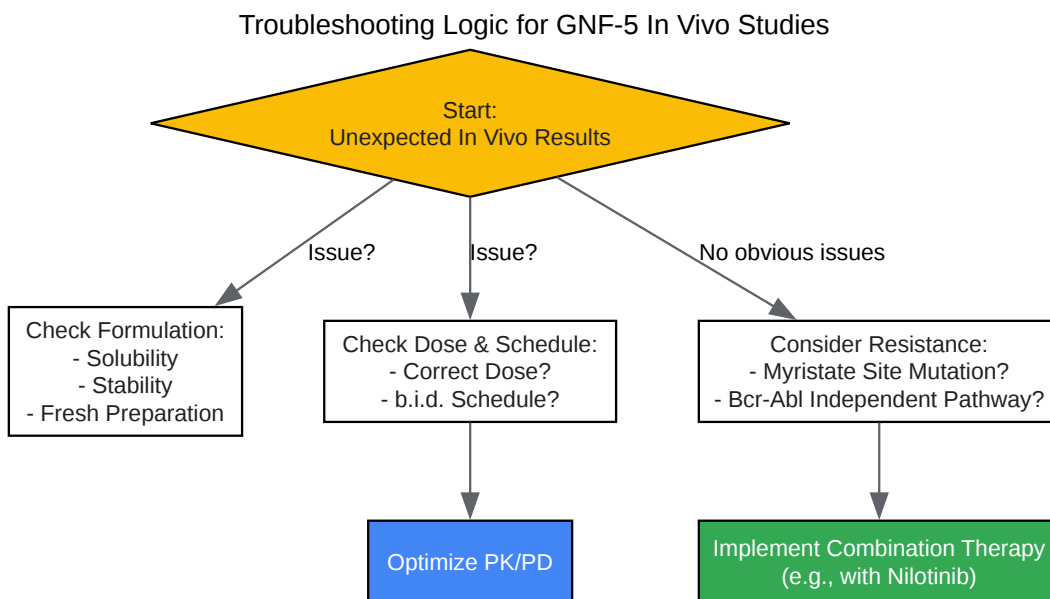 Troubleshooting Logic for GNF-5 In Vivo Studies
Start:
Unexpected In Vivo Results
Issue?
Issue?
No obvious issues
Check Formulation:
- Solubility
- Stability
- Fresh Preparation
Check Dose & Schedule:
- Correct Dose?
- b.i.d. Schedule?
Consider Resistance:
- Myristate Site Mutation?
- Bcr-Abl Independent Pathway?
Optimize PK/PD
Implement Combination Therapy
(e.g., with Nilotinib)